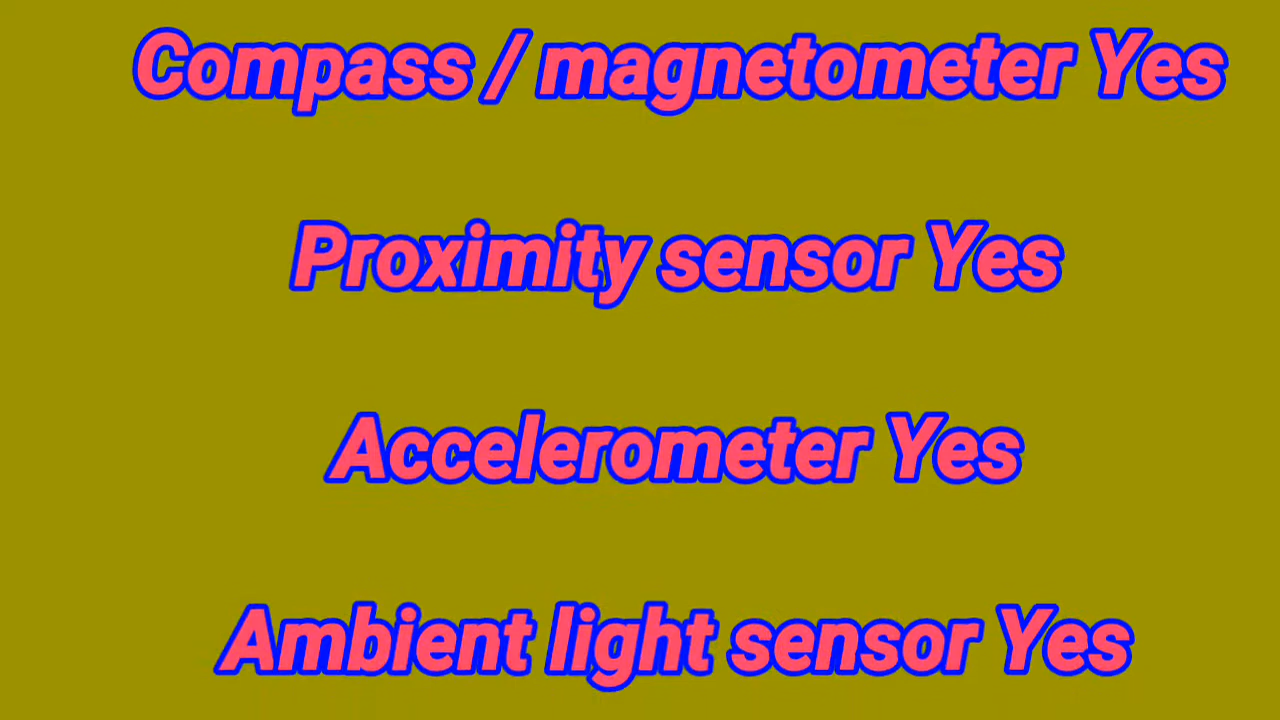 Compass / magnetometer Yes
Proximity sensor Yes
Accelerometer Yes
Ambient light sensor Yes